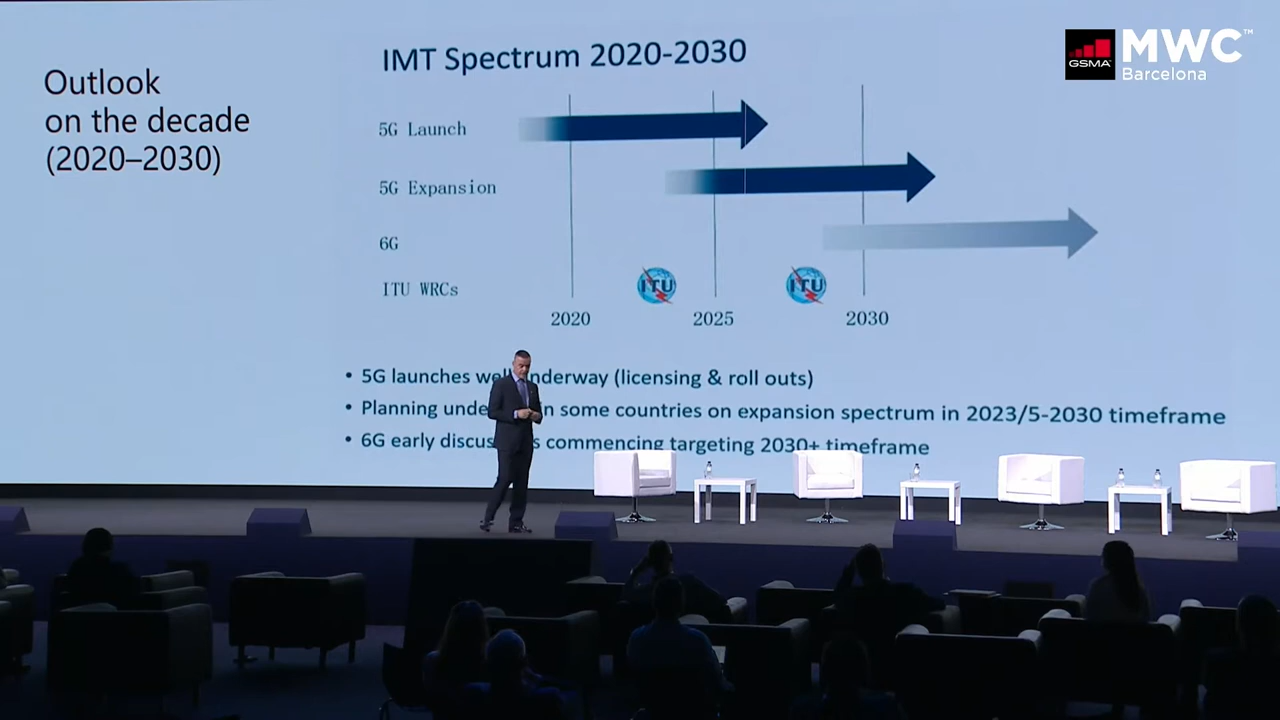 Outlook
on the decade
(2020–2030)
IMT Spectrum 2020-2030
GSMA
MWC™
Barcelona
5G Launch
5G Expansion
6G
ITU WRCs
ITU
ITU
2020
2025
2030
• 5G launches underway (licensing & roll outs)
• Planning in some countries on expansion spectrum in 2023/5-2030 timeframe
• 6G early commencing targeting 2030+ timeframe